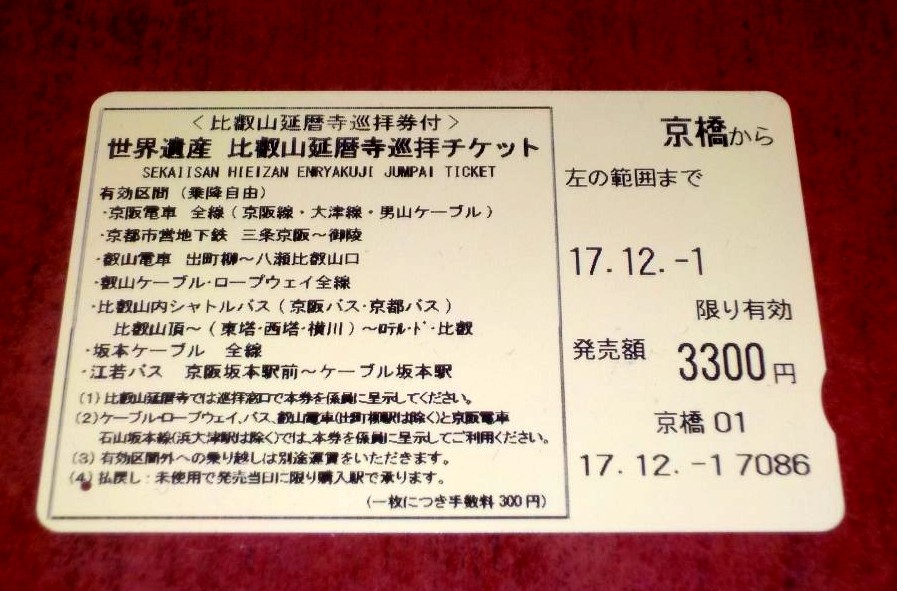 〈比叡山延暦寺巡拝券付〉
世界遺産 比叡山延暦寺巡拝チケット
SEKAIISAN HIEIZAN ENRYAKUJI JUMPAI TICKET
有効区間（乗降自由）
・京阪電車 全線（京阪線・大津線・男山ケーブル）
・京都市営地下鉄 三条京阪～御陵
・叡山電車 出町柳～八瀬比叡山口
・叡山ケーブル・ロープウェイ全線
・比叡山内シャトルバス（京阪バス・京都バス）
比叡山頂～（東塔・西塔・横川）～ロテル・ド・比叡
・坂本ケーブル 全線
・江若バス 京阪坂本駅前～ケーブル坂本駅
(1) 比叡山延暦寺では巡拝窓口で本券を係員に呈示してください。
(2) ケーブル・ロープウェイ、バス、叡山電車(出町柳駅は除く)と京阪電車
石山坂本線(浜大津駅は除く)では、本券を係員に呈示してご利用ください。
(3) 有効区間外への乗り越しは別途運賃をいただきます。
(4) 払戻し：未使用で発売当日に限り購入駅で承ります。
(一枚につき手数料 300円)
京橋から
左の範囲まで
17.12.-1
限り有効
発売額 3300円
京橋 01
17.12.-1 7086